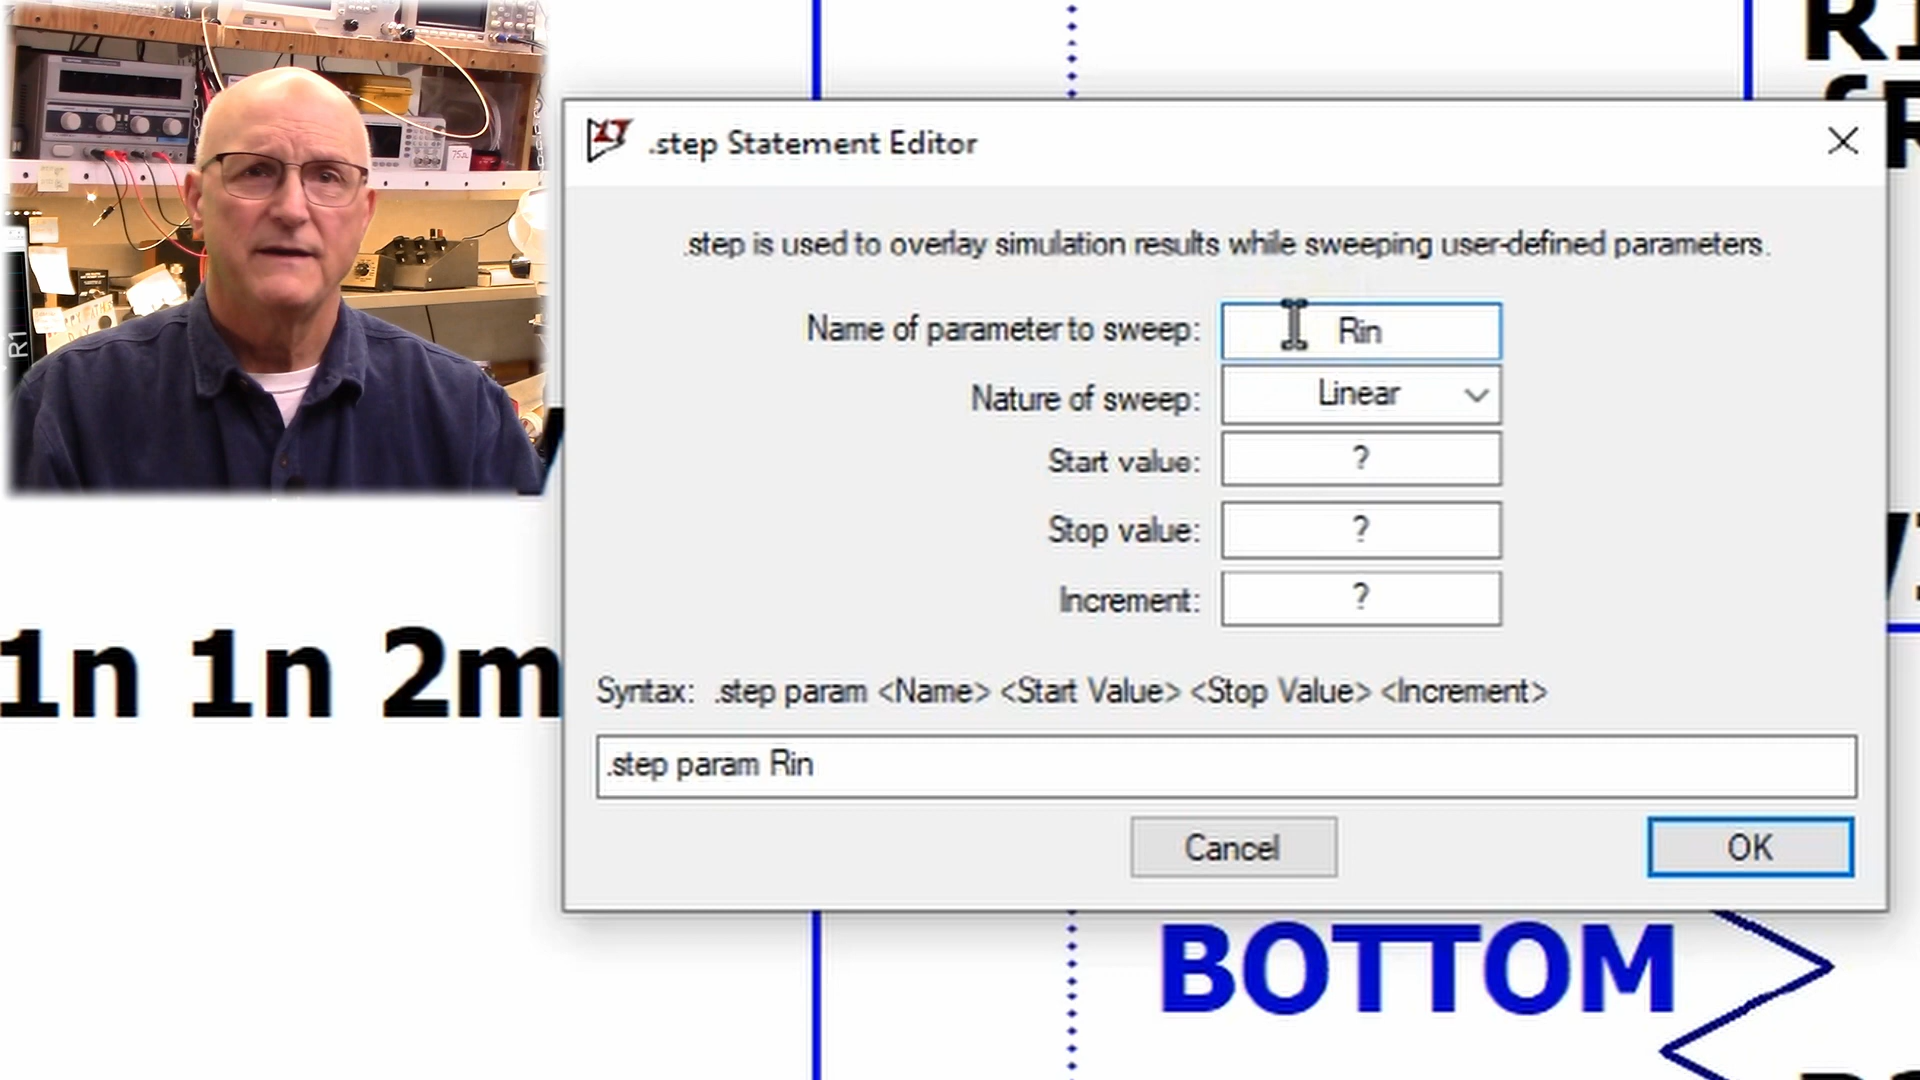 R1
75Ω
.step Statement Editor
.step is used to overlay simulation results while sweeping user-defined parameters.
Name of parameter to sweep: Rin
Nature of sweep: Linear
Start value: ?
Stop value: ?
Increment: ?
Syntax: .step param <Name> <Start Value> <Stop Value> <Increment>
.step param Rin
Cancel OK
1n 1n 2m
BOTTOM